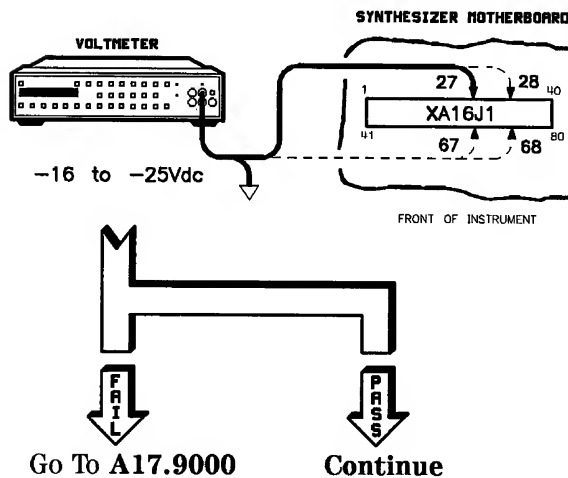 SYNTHESIZER MOTHERBOARD
VOLTMETER
27
28
1
40
XA16J1
41
80
67
68
-16 to -25Vdc
FRONT OF INSTRUMENT
FAIL
PASS
Go To A17.9000
Continue